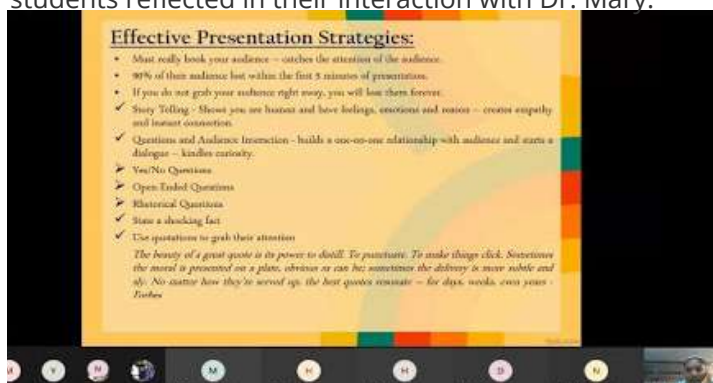 students reflected in their interaction with Dr. Mary.
Effective Presentation Strategies:
• Must really hook your audience – catches the attention of the audience.
• 90% of their audience lost within the first 5 minutes of presentation.
• If you do not grab your audience right away, you will lose them forever.
✓ Story Telling - Shows you are human and have feelings, emotions and reason – creates empathy
and instant connection.
✓ Questions and Audience Interaction - builds a one-on-one relationship with audience and starts a
dialogue – kindles curiosity.
➢ Yes/No Questions
➢ Open Ended Questions
➢ Rhetorical Questions
✓ State a shocking fact
✓ Use quotations to grab their attention
The beauty of a great quote is its power to distill. To punctuate. To make things click. Sometimes
the moral is presented on a plate, obvious as can be; sometimes the delivery is more subtle and
sly. No matter how they're served up, the best quotes resonate – for days, weeks, even years -
Forbes
M Y N M H H D N